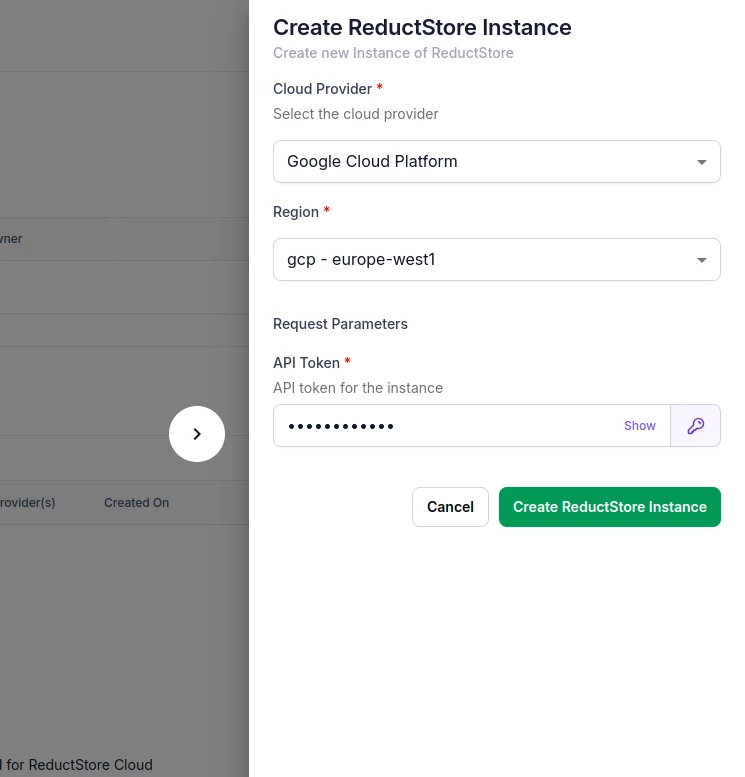 Create ReductStore Instance
Create new Instance of ReductStore
Cloud Provider *
Select the cloud provider
Google Cloud Platform
Region *
gcp - europe-west1
Request Parameters
API Token *
API token for the instance
•••••••••••• Show
Cancel Create ReductStore Instance
wner
rovider(s) Created On
for ReductStore Cloud